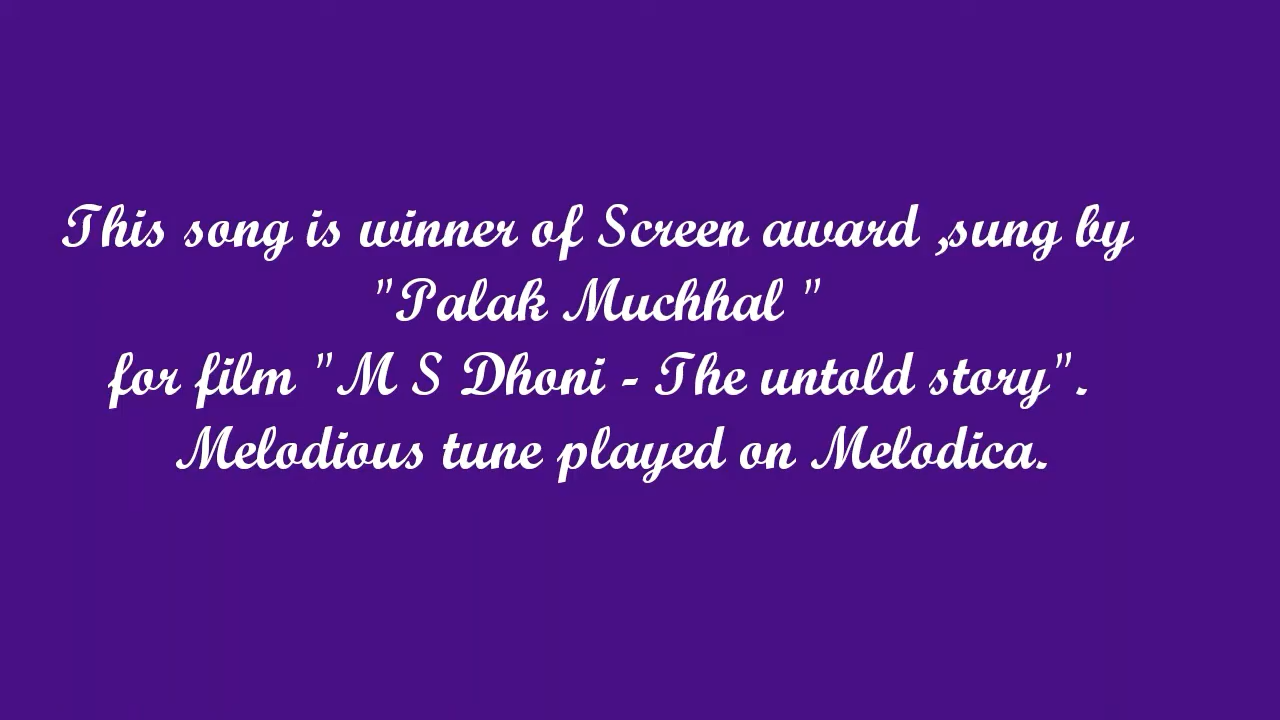 This song is winner of Screen award ,sung by
"Palak Muchhal "
for film "M S Dhoni - The untold story".
Melodious tune played on Melodica.